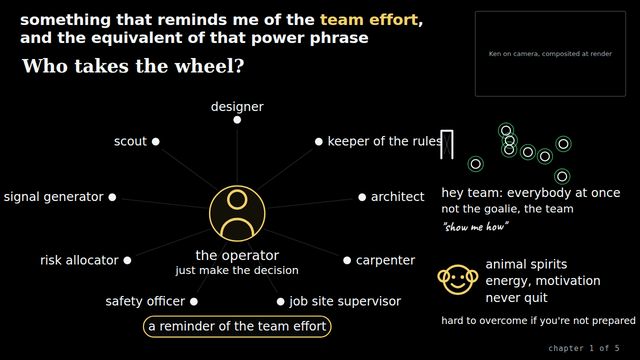 something that reminds me of the team effort,
and the equivalent of that power phrase
Who takes the wheel?
Ken on camera, composited at render
designer
scout
keeper of the rules
signal generator
architect
risk allocator
the operator
just make the decision
carpenter
safety officer
job site supervisor
a reminder of the team effort
hey team: everybody at once
not the goalie, the team
"show me how"
animal spirits
energy, motivation
never quit
hard to overcome if you're not prepared
chapter 1 of 5